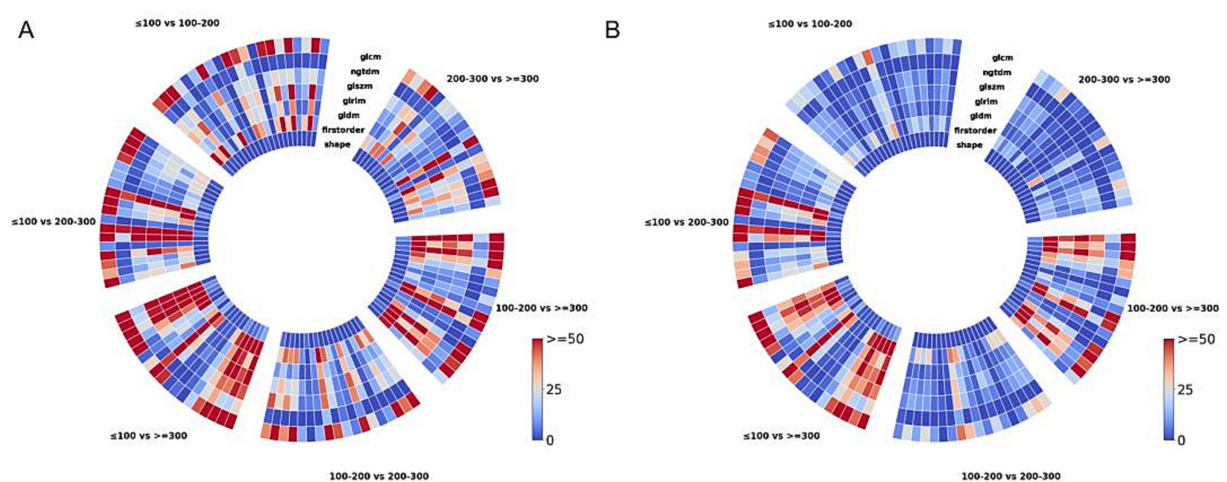 A
≤100 vs 100-200
glcm
ngtdm
glszm
glrlm
gldm
firstorder
shape
200-300 vs >=300
≤100 vs 200-300
100-200 vs >=300
≤100 vs >=300
100-200 vs 200-300
>=50
25
0
B
≤100 vs 100-200
glcm
ngtdm
glszm
glrlm
gldm
firstorder
shape
200-300 vs >=300
≤100 vs 200-300
100-200 vs >=300
≤100 vs >=300
100-200 vs 200-300
>=50
25
0